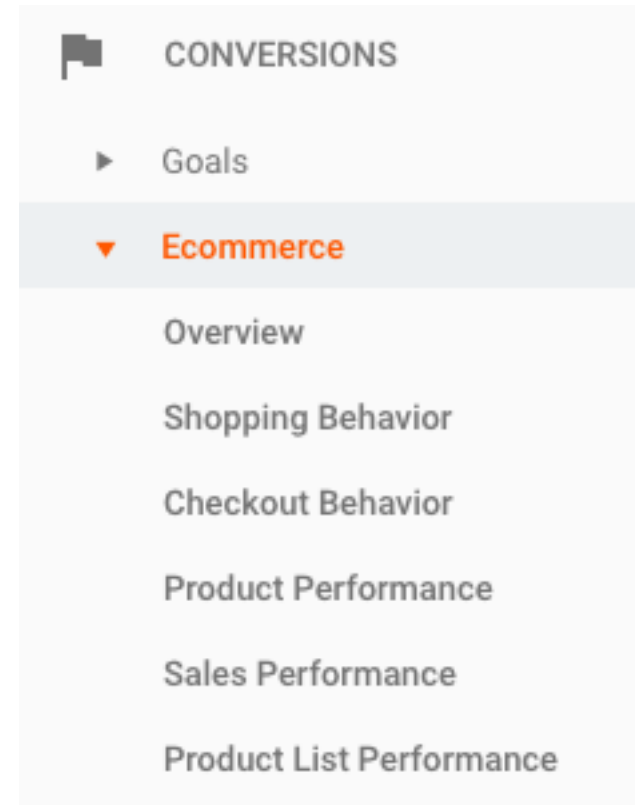 CONVERSIONS
Goals
Ecommerce
Overview
Shopping Behavior
Checkout Behavior
Product Performance
Sales Performance
Product List Performance